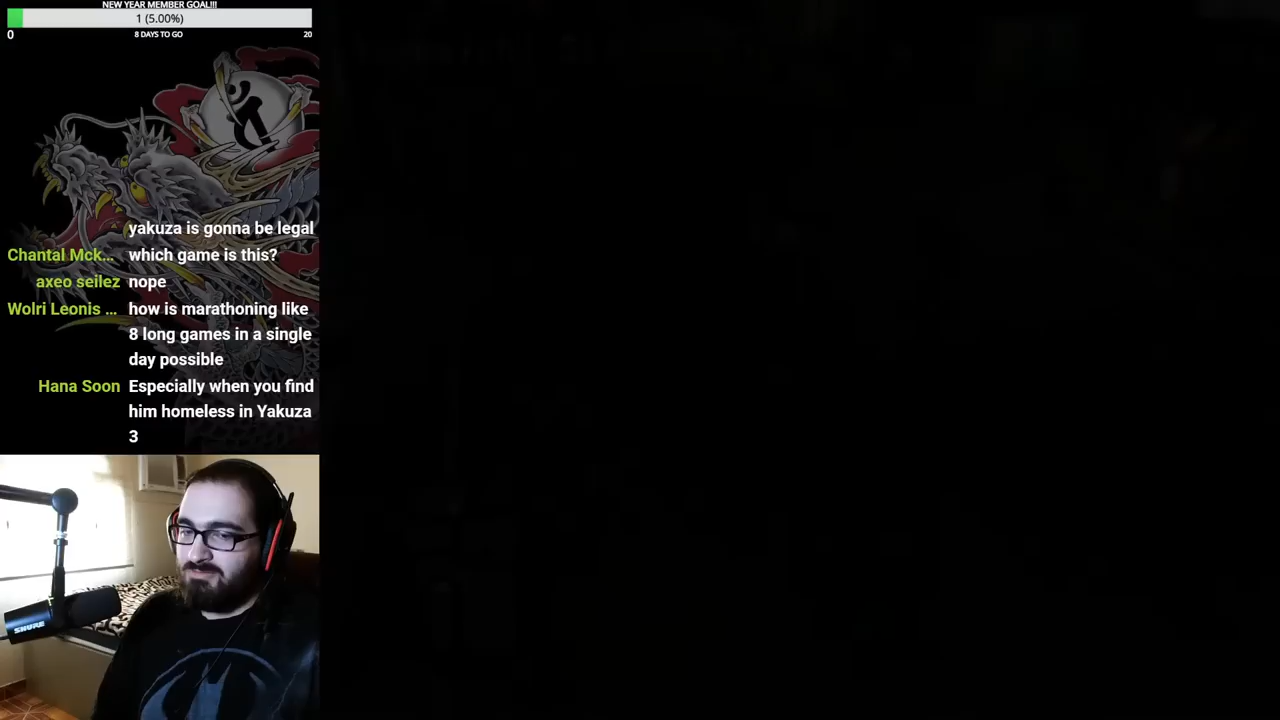 NEW YEAR MEMBER GOAL!!!
1 (5.00%)
0 8 DAYS TO GO 20
yakuza is gonna be legal
Chantal Mck... which game is this?
axeo seilez nope
Wolri Leonis ... how is marathoning like
8 long games in a single
day possible
Hana Soon Especially when you find
him homeless in Yakuza
3
SHURE